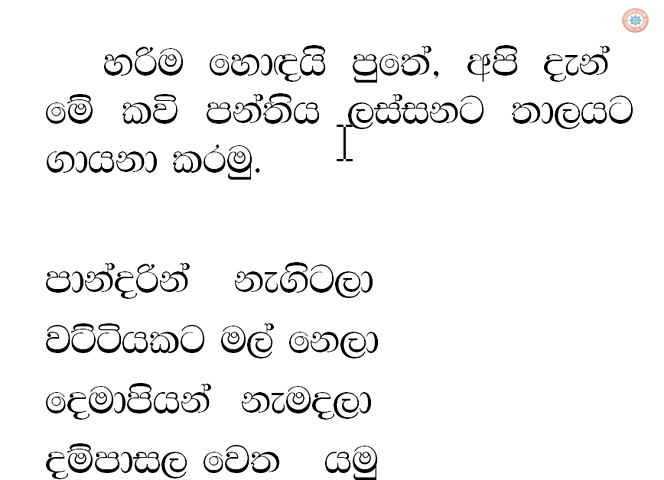 හරිම හොඳයි පුතේ, අපි දැන්
මේ කවි පන්තිය ලස්සනට තාලයට
ගායනා කරමු.
පාන්දරින් නැගිටලා
වට්ටියකට මල් නෙලා
දෙමාපියන් නැමදලා
දම්පාසල වෙත යමු